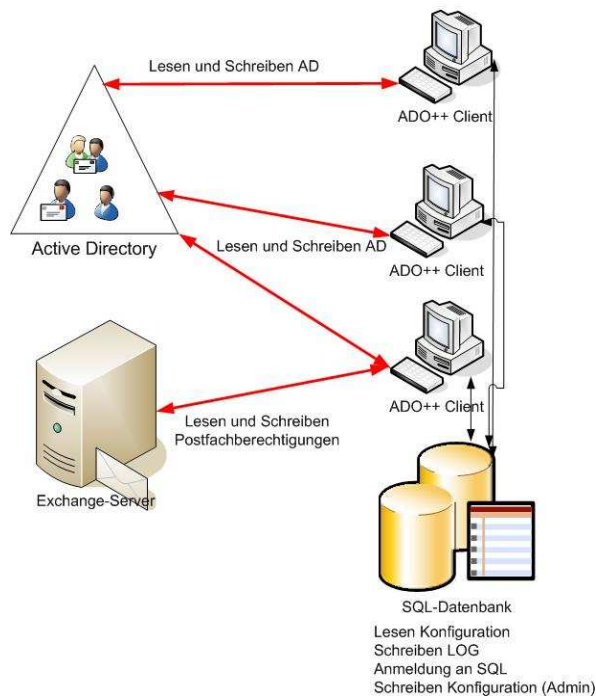 Lesen und Schreiben AD
ADO++ Client
Active Directory
Lesen und Schreiben AD
ADO++ Client
Lesen und Schreiben
Postfachberechtigungen
ADO++ Client
Exchange-Server
SQL-Datenbank
Lesen Konfiguration
Schreiben LOG
Anmeldung an SQL
Schreiben Konfiguration (Admin)